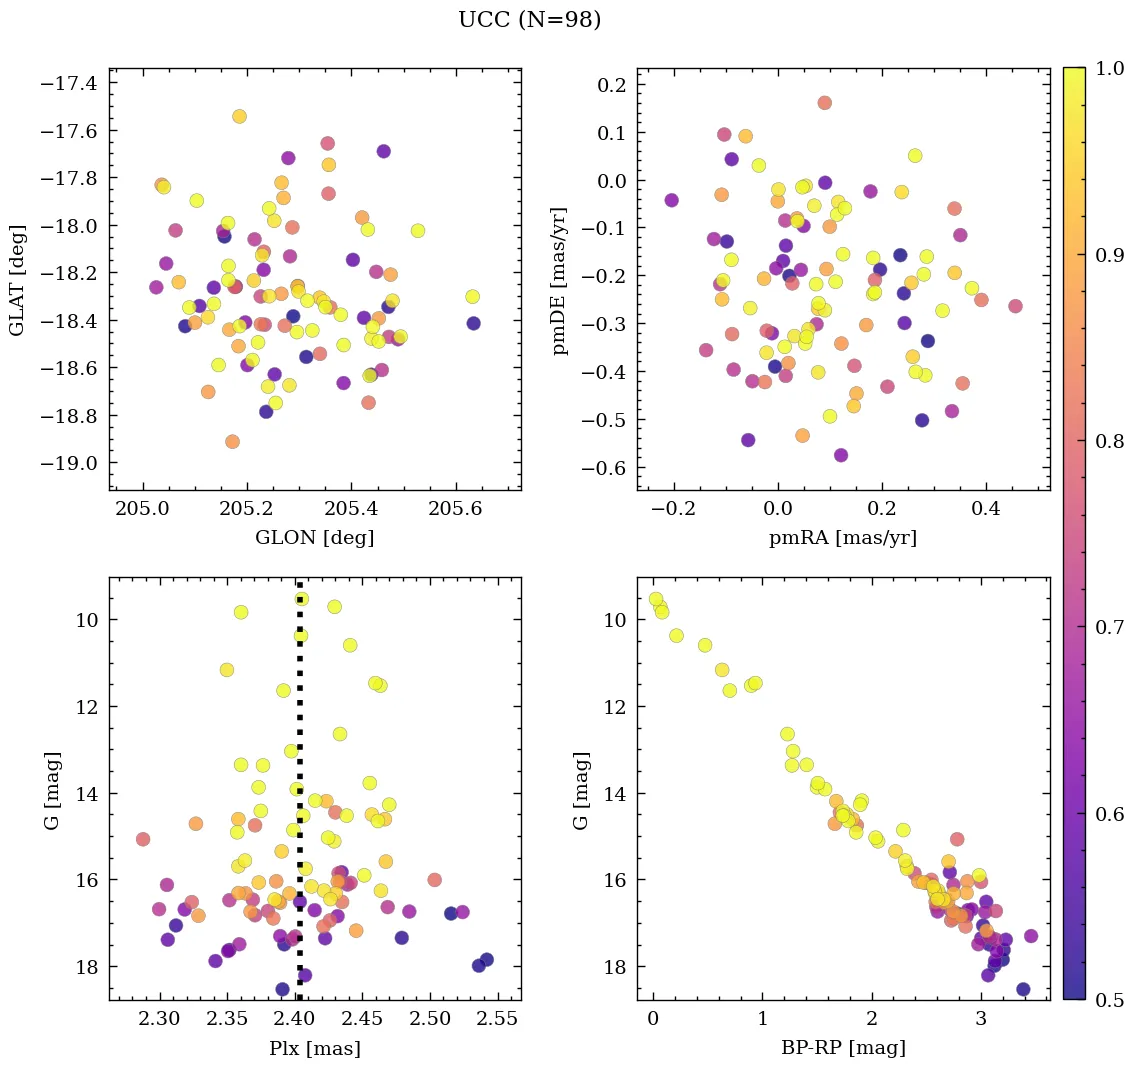 UCC (N=98)
−17.4
−17.6
−17.8
−18.0
−18.2
−18.4
−18.6
−18.8
−19.0
GLAT [deg]
205.0 205.2 205.4 205.6
GLON [deg]
0.2
0.1
0.0
−0.1
−0.2
−0.3
−0.4
−0.5
−0.6
pmDE [mas/yr]
−0.2 0.0 0.2 0.4
pmRA [mas/yr]
10
12
14
16
18
G [mag]
2.30 2.35 2.40 2.45 2.50 2.55
Plx [mas]
10
12
14
16
18
G [mag]
0 1 2 3
BP-RP [mag]
1.0
0.9
0.8
0.7
0.6
0.5